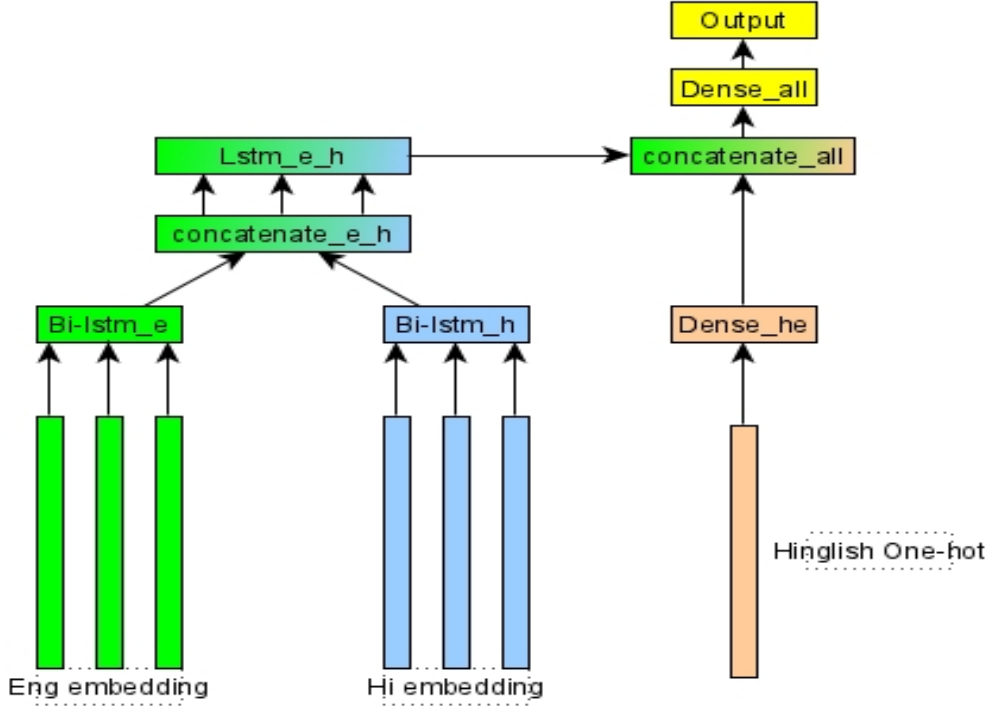 Output
Dense_all
Lstm_e_h
concatenate_all
concatenate_e_h
Bi-lstm_e
Bi-lstm_h
Dense_he
Hinglish One-hot
Eng embedding
Hi embedding